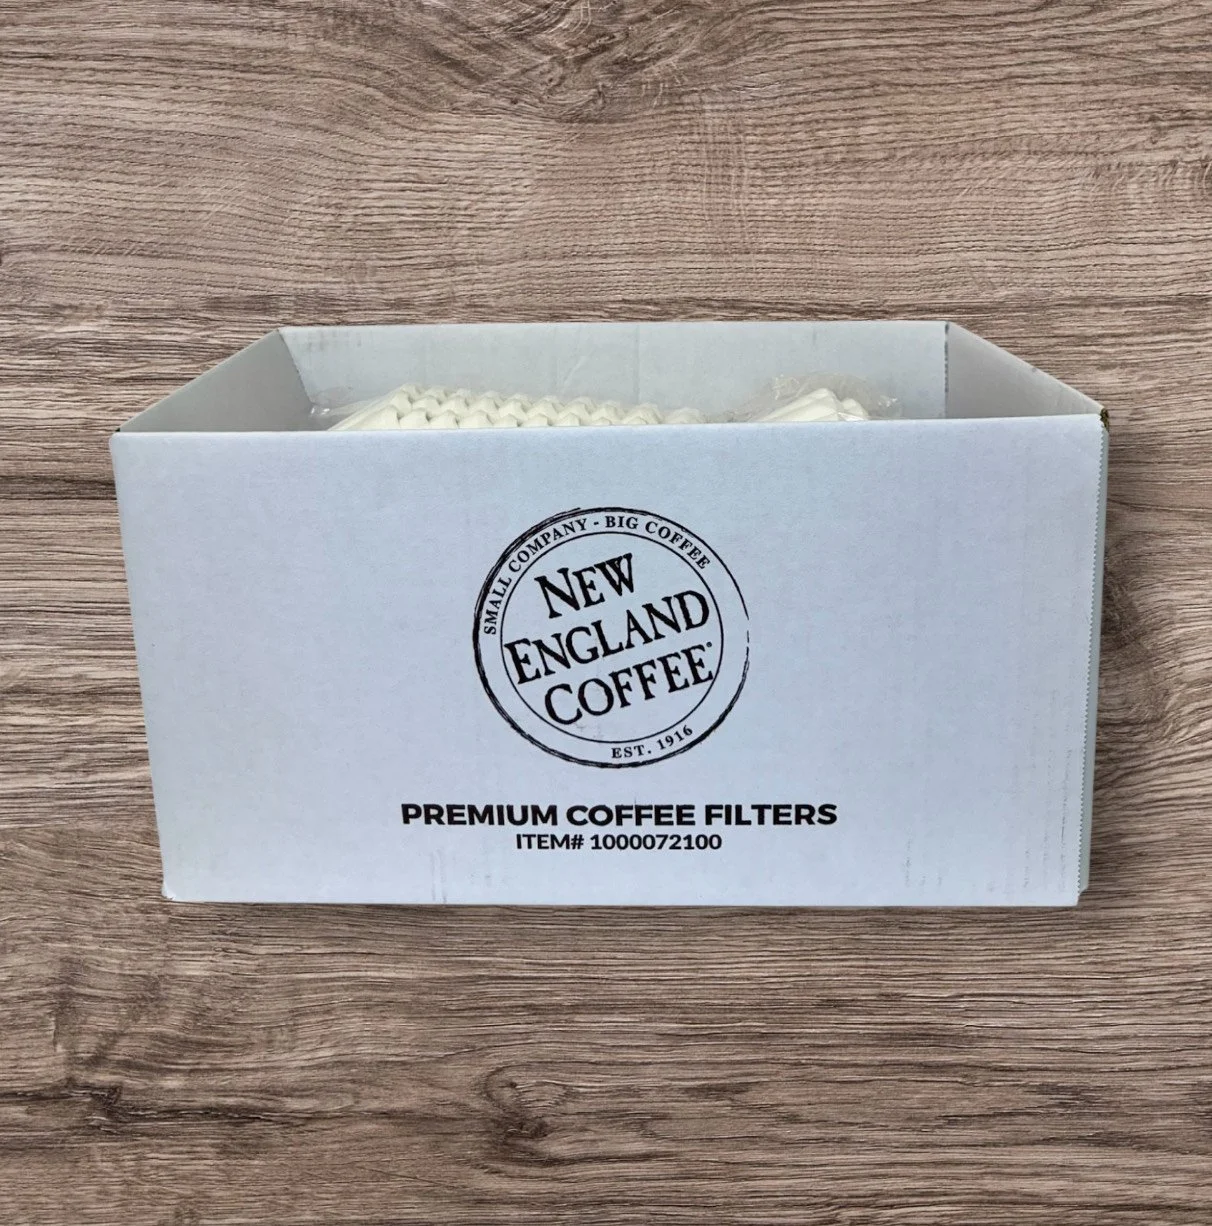 SMALL COMPANY - BIG COFFEE
NEW
ENGLAND
COFFEE®
EST. 1916
PREMIUM COFFEE FILTERS
ITEM# 1000072100